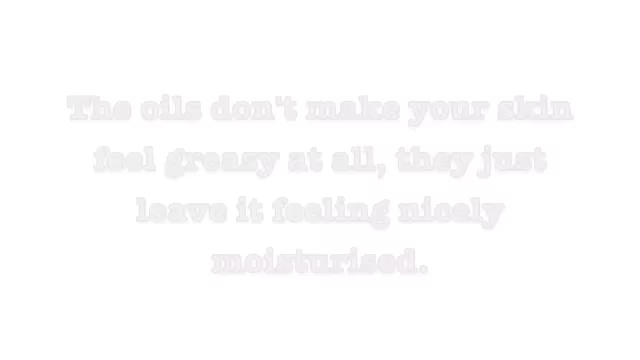 The oils don't make your skin
feel greasy at all, they just
leave it feeling nicely
moisturised.